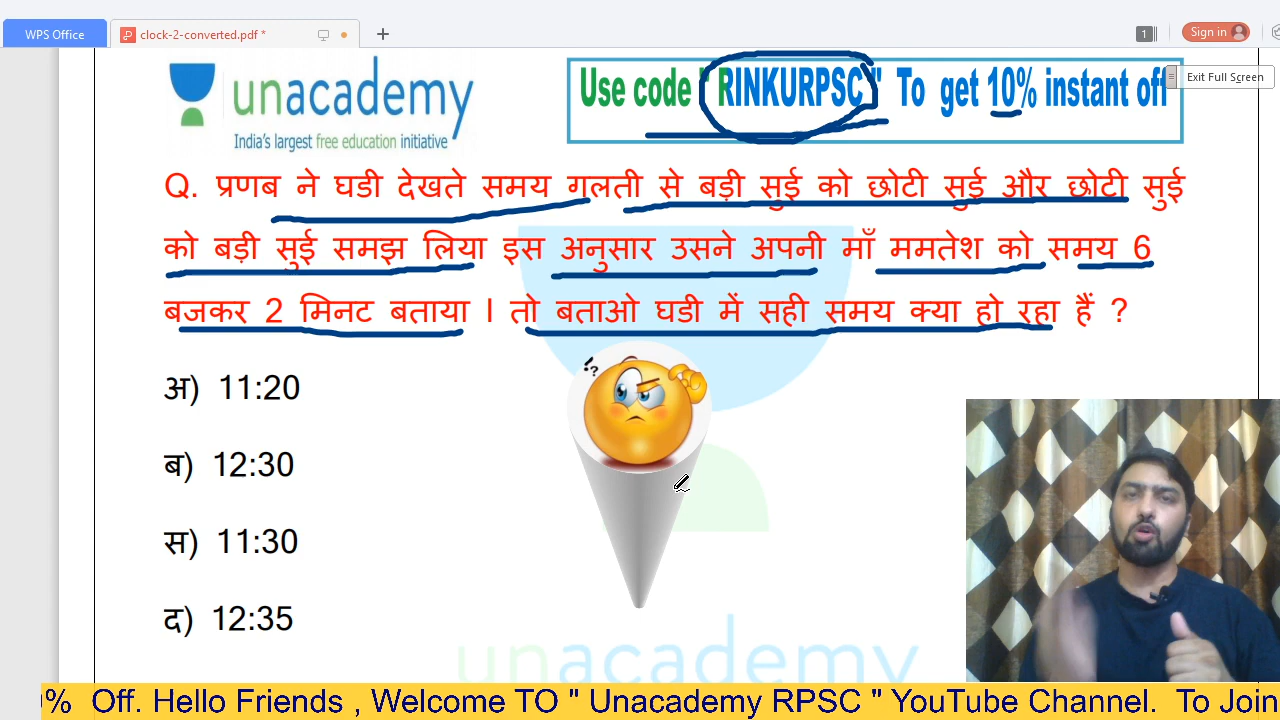 WPS Office
clock-2-converted.pdf *
1
Sign in
Exit Full Screen
unacademy
India's largest free education initiative
Use code " RINKURPSC " To get 10% instant off
Q. प्रणब ने घडी देखते समय गलती से बड़ी सुई को छोटी सुई और छोटी सुई
को बड़ी सुई समझ लिया इस अनुसार उसने अपनी माँ ममतेश को समय 6
बजकर 2 मिनट बताया l तो बताओ घडी में सही समय क्या हो रहा हैं ?
अ) 11:20
ब) 12:30
स) 11:30
द) 12:35
unacademy
% Off. Hello Friends , Welcome TO " Unacademy RPSC " YouTube Channel. To Join